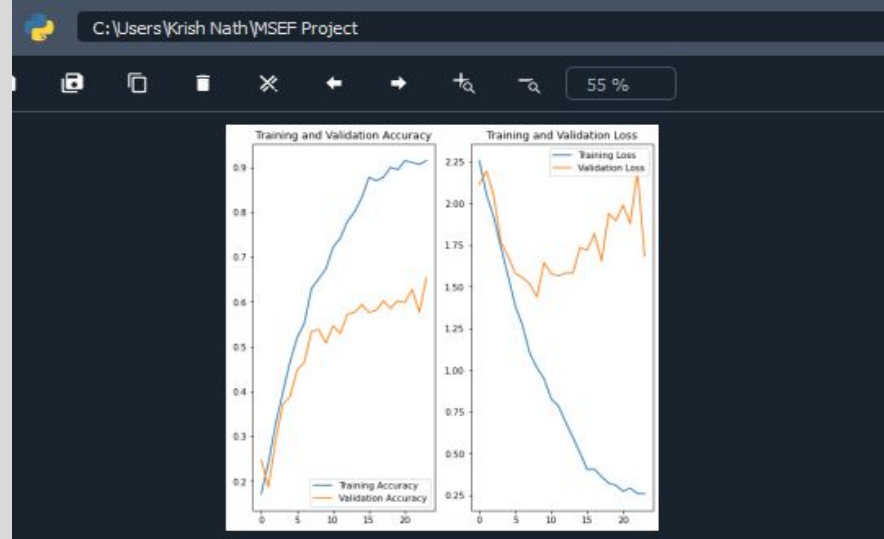 C:\Users\Krish Nath\MSEF Project
55 %
Training and Validation Accuracy
0.9
0.8
0.7
0.6
0.5
0.4
0.3
0.2
Training Accuracy
Validation Accuracy
0 5 10 15 20
Training and Validation Loss
Training Loss
Validation Loss
2.25
2.00
1.75
1.50
1.25
1.00
0.75
0.50
0.25
0 5 10 15 20